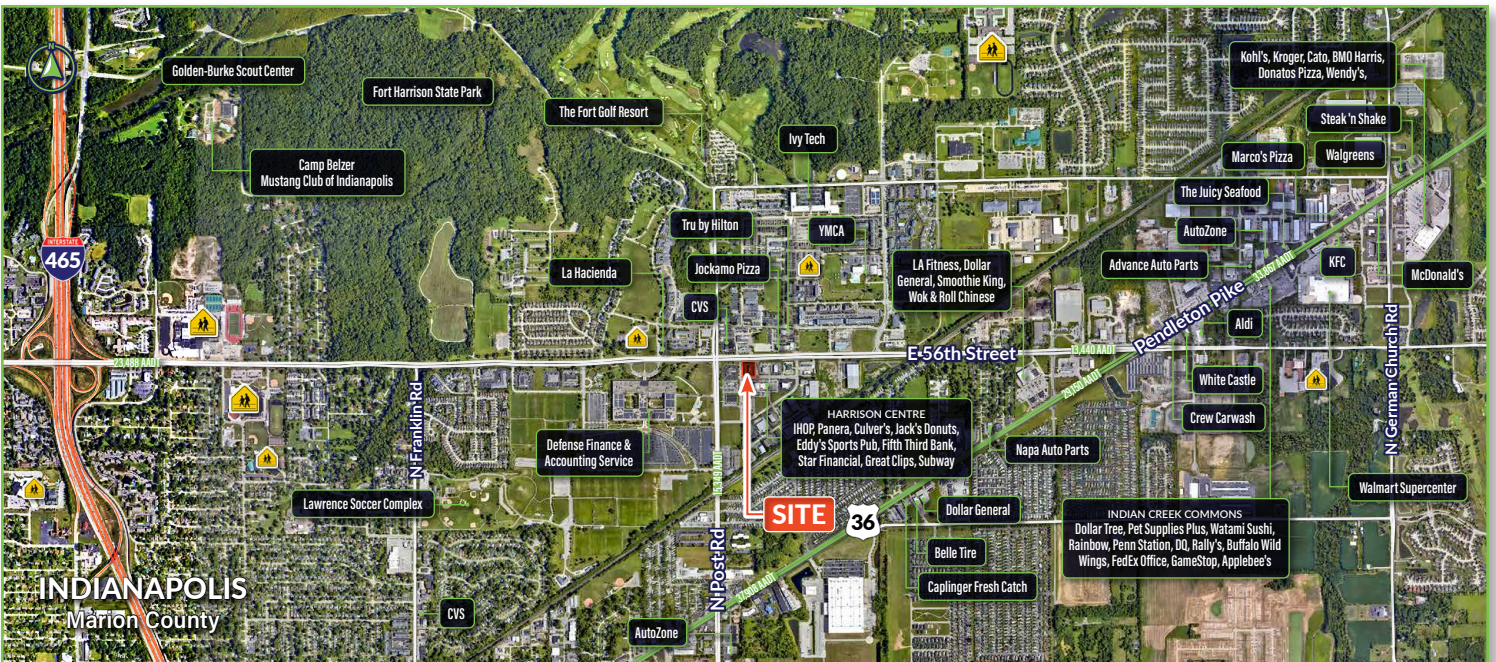 N
Golden-Burke Scout Center
Fort Harrison State Park
The Fort Golf Resort
Kohl's, Kroger, Cato, BMO Harris,
Donatos Pizza, Wendy's,
Steak 'n Shake
Ivy Tech
Marco's Pizza
Walgreens
Camp Belzer
Mustang Club of Indianapolis
The Juicy Seafood
Tru by Hilton
YMCA
AutoZone
INTERSTATE
465
La Hacienda
Jockamo Pizza
LA Fitness, Dollar
General, Smoothie King,
Wok & Roll Chinese
Advance Auto Parts
33,867 AADT
KFC
McDonald's
CVS
Pendleton Pike
Aldi
23,488 AADT
E 56th Street
13,440 AADT
N German Church Rd
N Franklin Rd
29,150 AADT
White Castle
Crew Carwash
HARRISON CENTRE
IHOP, Panera, Culver's, Jack's Donuts,
Eddy's Sports Pub, Fifth Third Bank,
Star Financial, Great Clips, Subway
Defense Finance &
Accounting Service
Napa Auto Parts
Lawrence Soccer Complex
Walmart Supercenter
SITE
36
Dollar General
INDIAN CREEK COMMONS
Dollar Tree, Pet Supplies Plus, Watami Sushi,
Rainbow, Penn Station, DQ, Rally's, Buffalo Wild
Wings, FedEx Office, GameStop, Applebee's
Belle Tire
N Post Rd
Caplinger Fresh Catch
INDIANAPOLIS
Marion County
CVS
AutoZone